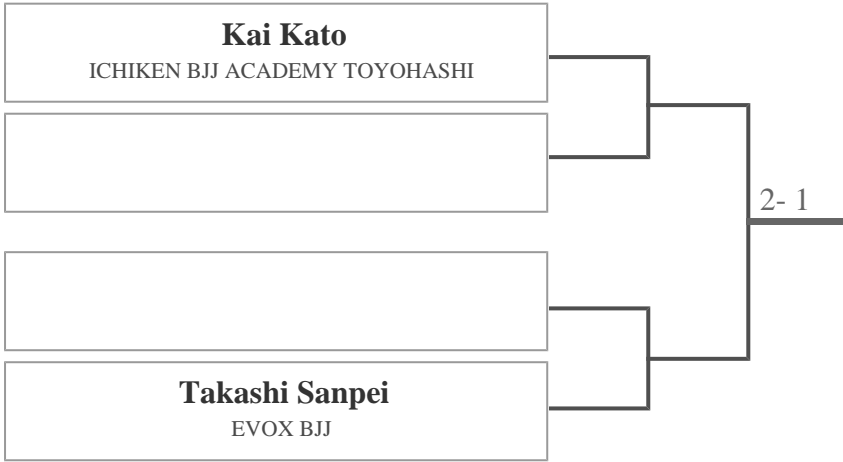 Kai Kato
ICHIKEN BJJ ACADEMY TOYOHASHI
2- 1
Takashi Sanpei
EVOX BJJ